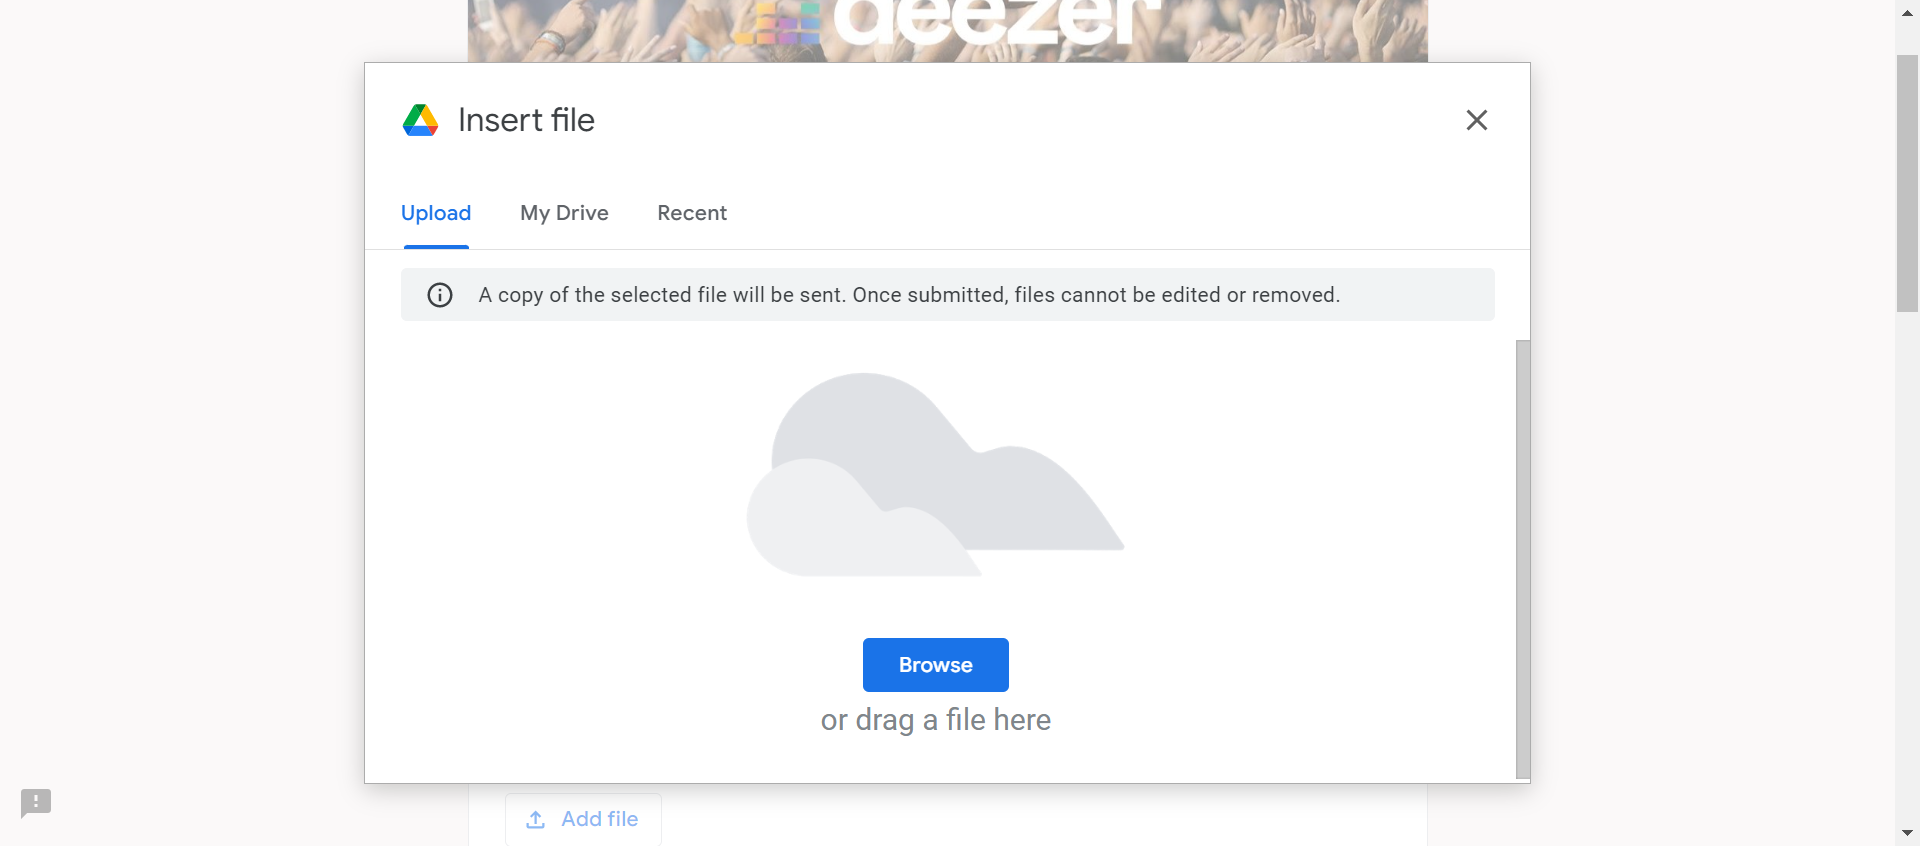 deezer
Insert file
Upload My Drive Recent
A copy of the selected file will be sent. Once submitted, files cannot be edited or removed.
Browse
or drag a file here
Add file